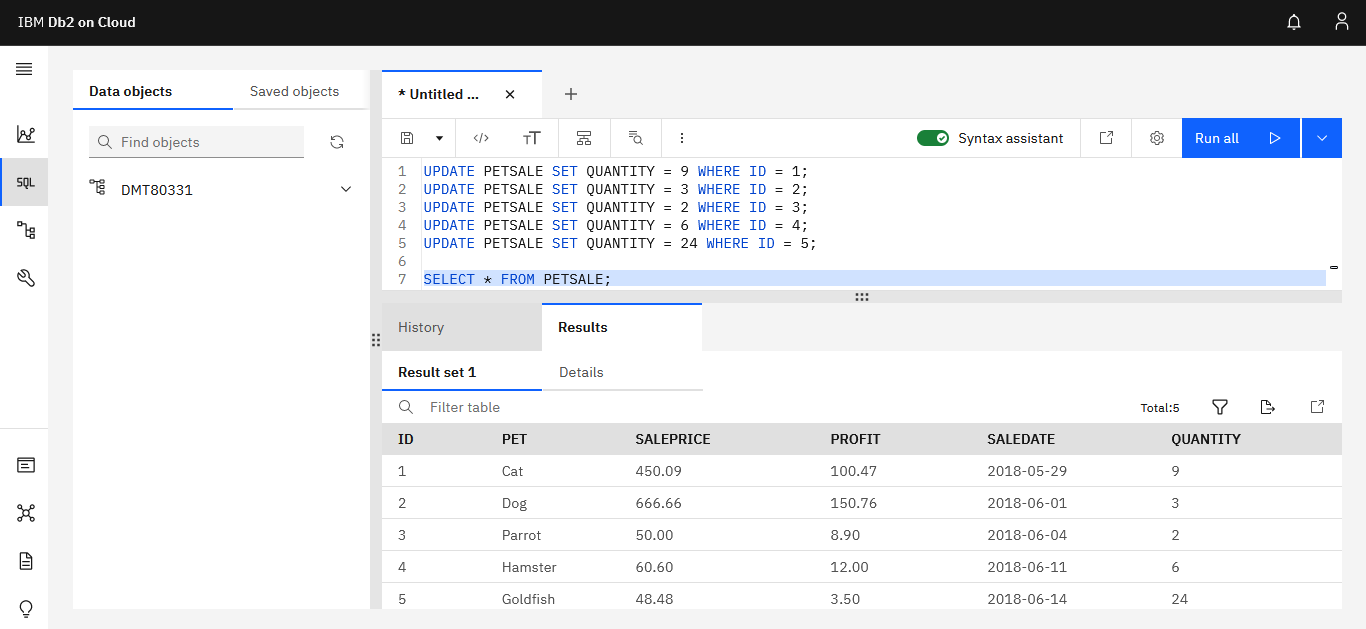 IBM Db2 on Cloud
Data objects
Saved objects
Find objects
DMT80331
SQL
* Untitled ...
Syntax assistant
Run all
1 UPDATE PETSALE SET QUANTITY = 9 WHERE ID = 1;
2 UPDATE PETSALE SET QUANTITY = 3 WHERE ID = 2;
3 UPDATE PETSALE SET QUANTITY = 2 WHERE ID = 3;
4 UPDATE PETSALE SET QUANTITY = 6 WHERE ID = 4;
5 UPDATE PETSALE SET QUANTITY = 24 WHERE ID = 5;
6
7 SELECT * FROM PETSALE;
History Results
Result set 1 Details
Filter table Total:5
ID PET SALEPRICE PROFIT SALEDATE QUANTITY
1 Cat 450.09 100.47 2018-05-29 9
2 Dog 666.66 150.76 2018-06-01 3
3 Parrot 50.00 8.90 2018-06-04 2
4 Hamster 60.60 12.00 2018-06-11 6
5 Goldfish 48.48 3.50 2018-06-14 24